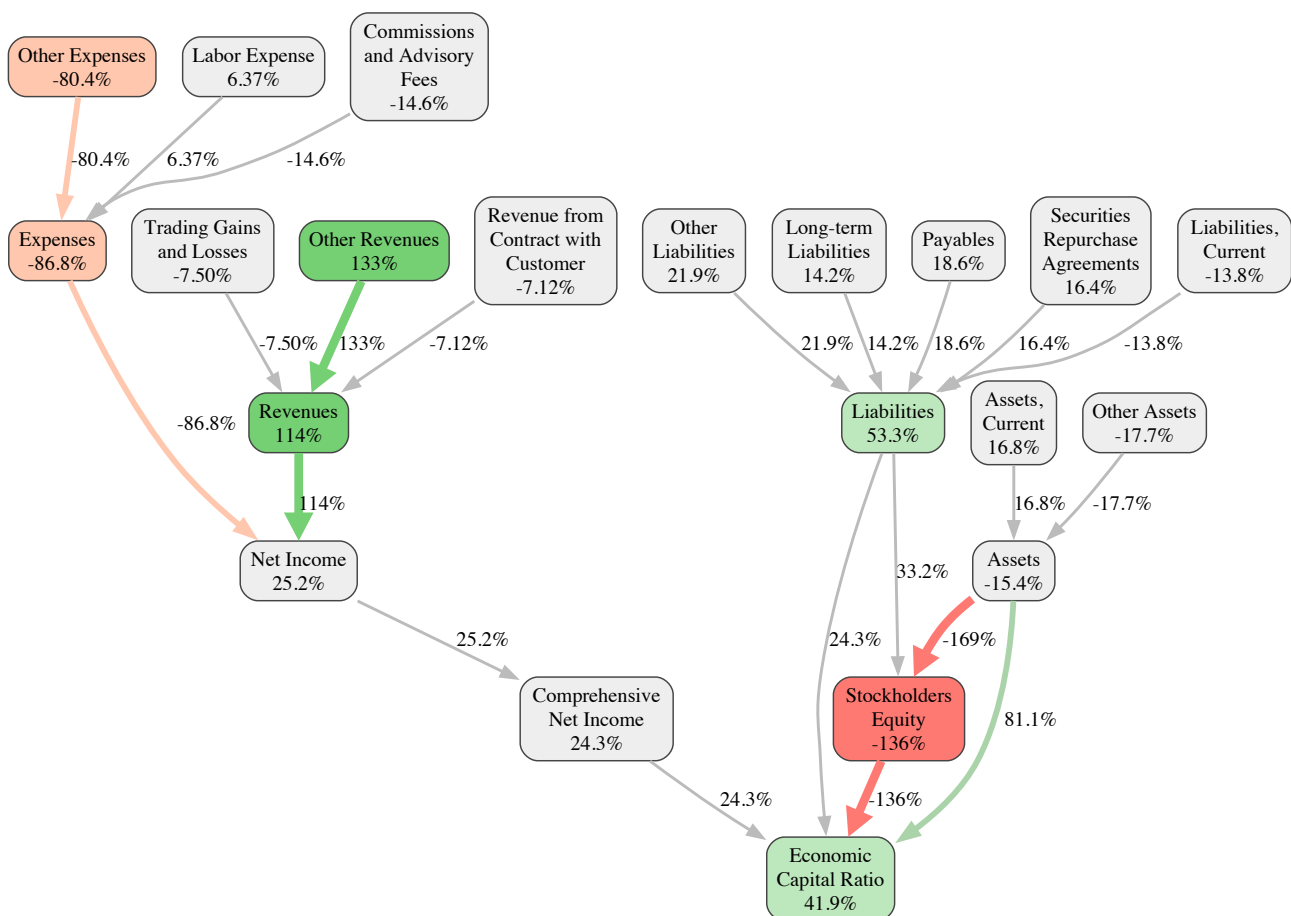 Other Expenses
-80.4%
Labor Expense
6.37%
Commissions
and Advisory
Fees
-14.6%
-80.4%
6.37%
-14.6%
Expenses
-86.8%
Trading Gains
and Losses
-7.50%
Other Revenues
133%
Revenue from
Contract with
Customer
-7.12%
Other
Liabilities
21.9%
Long-term
Liabilities
14.2%
Payables
18.6%
Securities
Repurchase
Agreements
16.4%
Liabilities,
Current
-13.8%
-7.50%
133%
-7.12%
21.9%
14.2%
18.6%
16.4%
-13.8%
-86.8%
Revenues
114%
Liabilities
53.3%
Assets,
Current
16.8%
Other Assets
-17.7%
114%
16.8%
-17.7%
Net Income
25.2%
33.2%
Assets
-15.4%
25.2%
24.3%
-169%
Comprehensive
Net Income
24.3%
Stockholders
Equity
-136%
81.1%
24.3%
-136%
Economic
Capital Ratio
41.9%